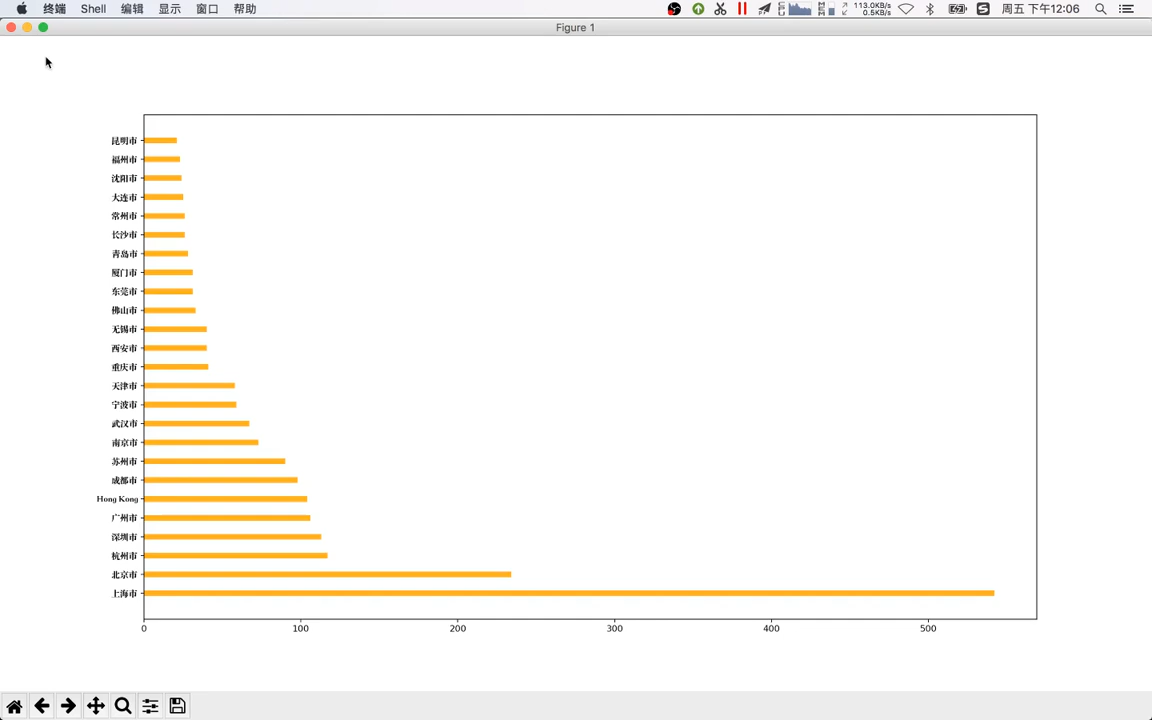 终端 Shell 编辑 显示 窗口 帮助 113.0KB/s 0.5KB/s 周五 下午12:06
Figure 1
昆明市
福州市
沈阳市
大连市
常州市
长沙市
青岛市
厦门市
东莞市
佛山市
无锡市
西安市
重庆市
天津市
宁波市
武汉市
南京市
苏州市
成都市
Hong Kong
广州市
深圳市
杭州市
北京市
上海市
0 100 200 300 400 500